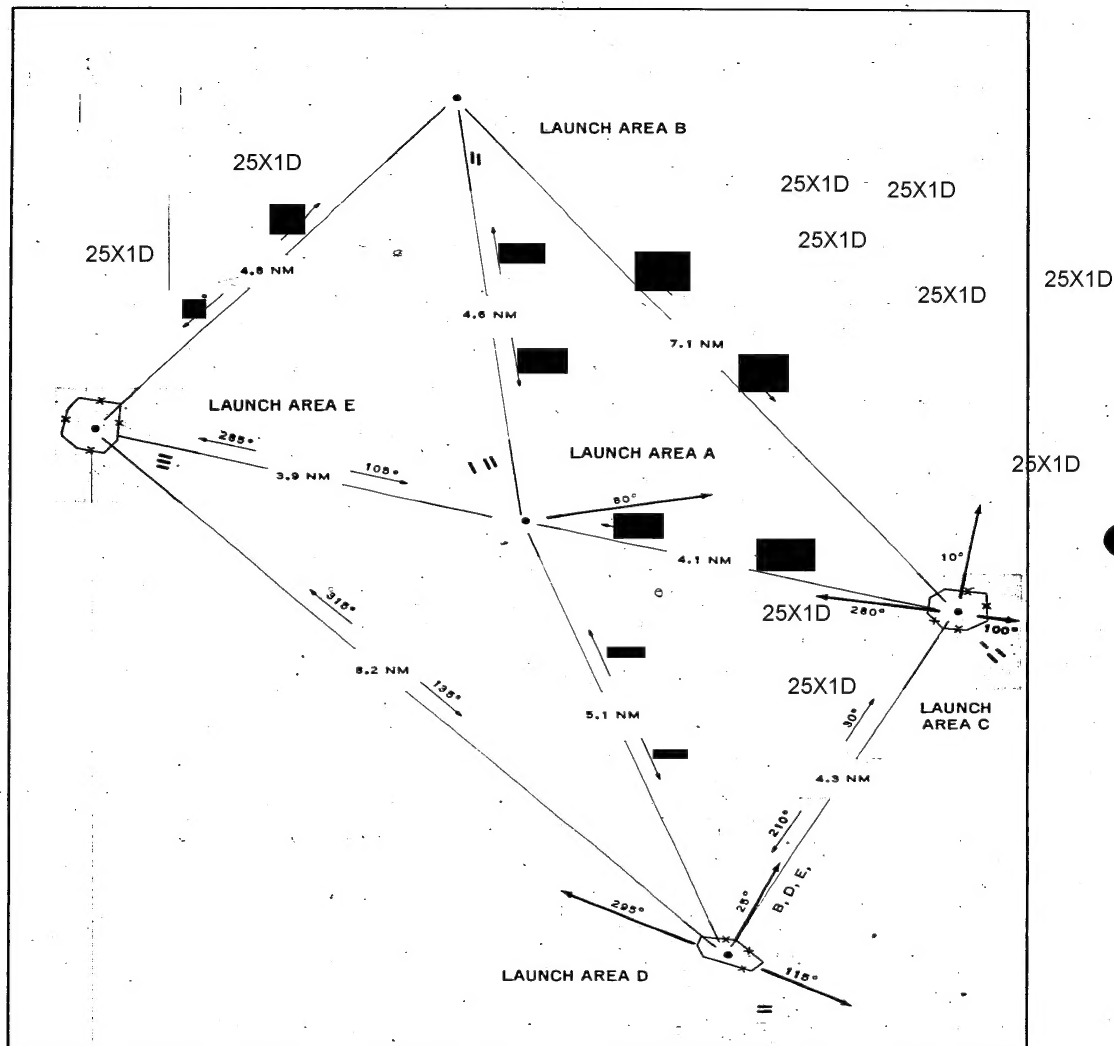 LAUNCH AREA B
25X1D
25X1D
25X1D
25X1D
25X1D
4.8 NM
25X1D
25X1D
4.6 NM
7.1 NM
LAUNCH AREA E
285°
LAUNCH AREA A
105°
3.9 NM
25X1D
80°
10°
4.1 NM
280°
25X1D
100°
315°
8.2 NM
135°
25X1D
5.1 NM
30°
LAUNCH
AREA C
4.3 NM
210°
B, D, E,
25°
295°
LAUNCH AREA D
115°